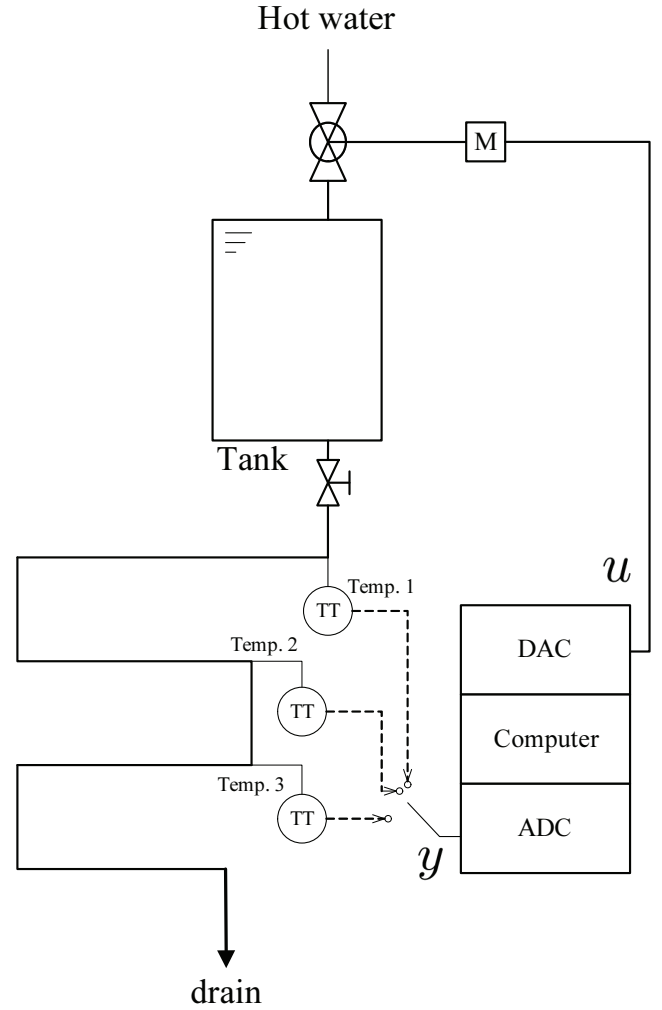 Hot water
M
Tank
u
Temp. 1
TT
DAC
Temp. 2
TT
Computer
Temp. 3
TT
ADC
y
drain